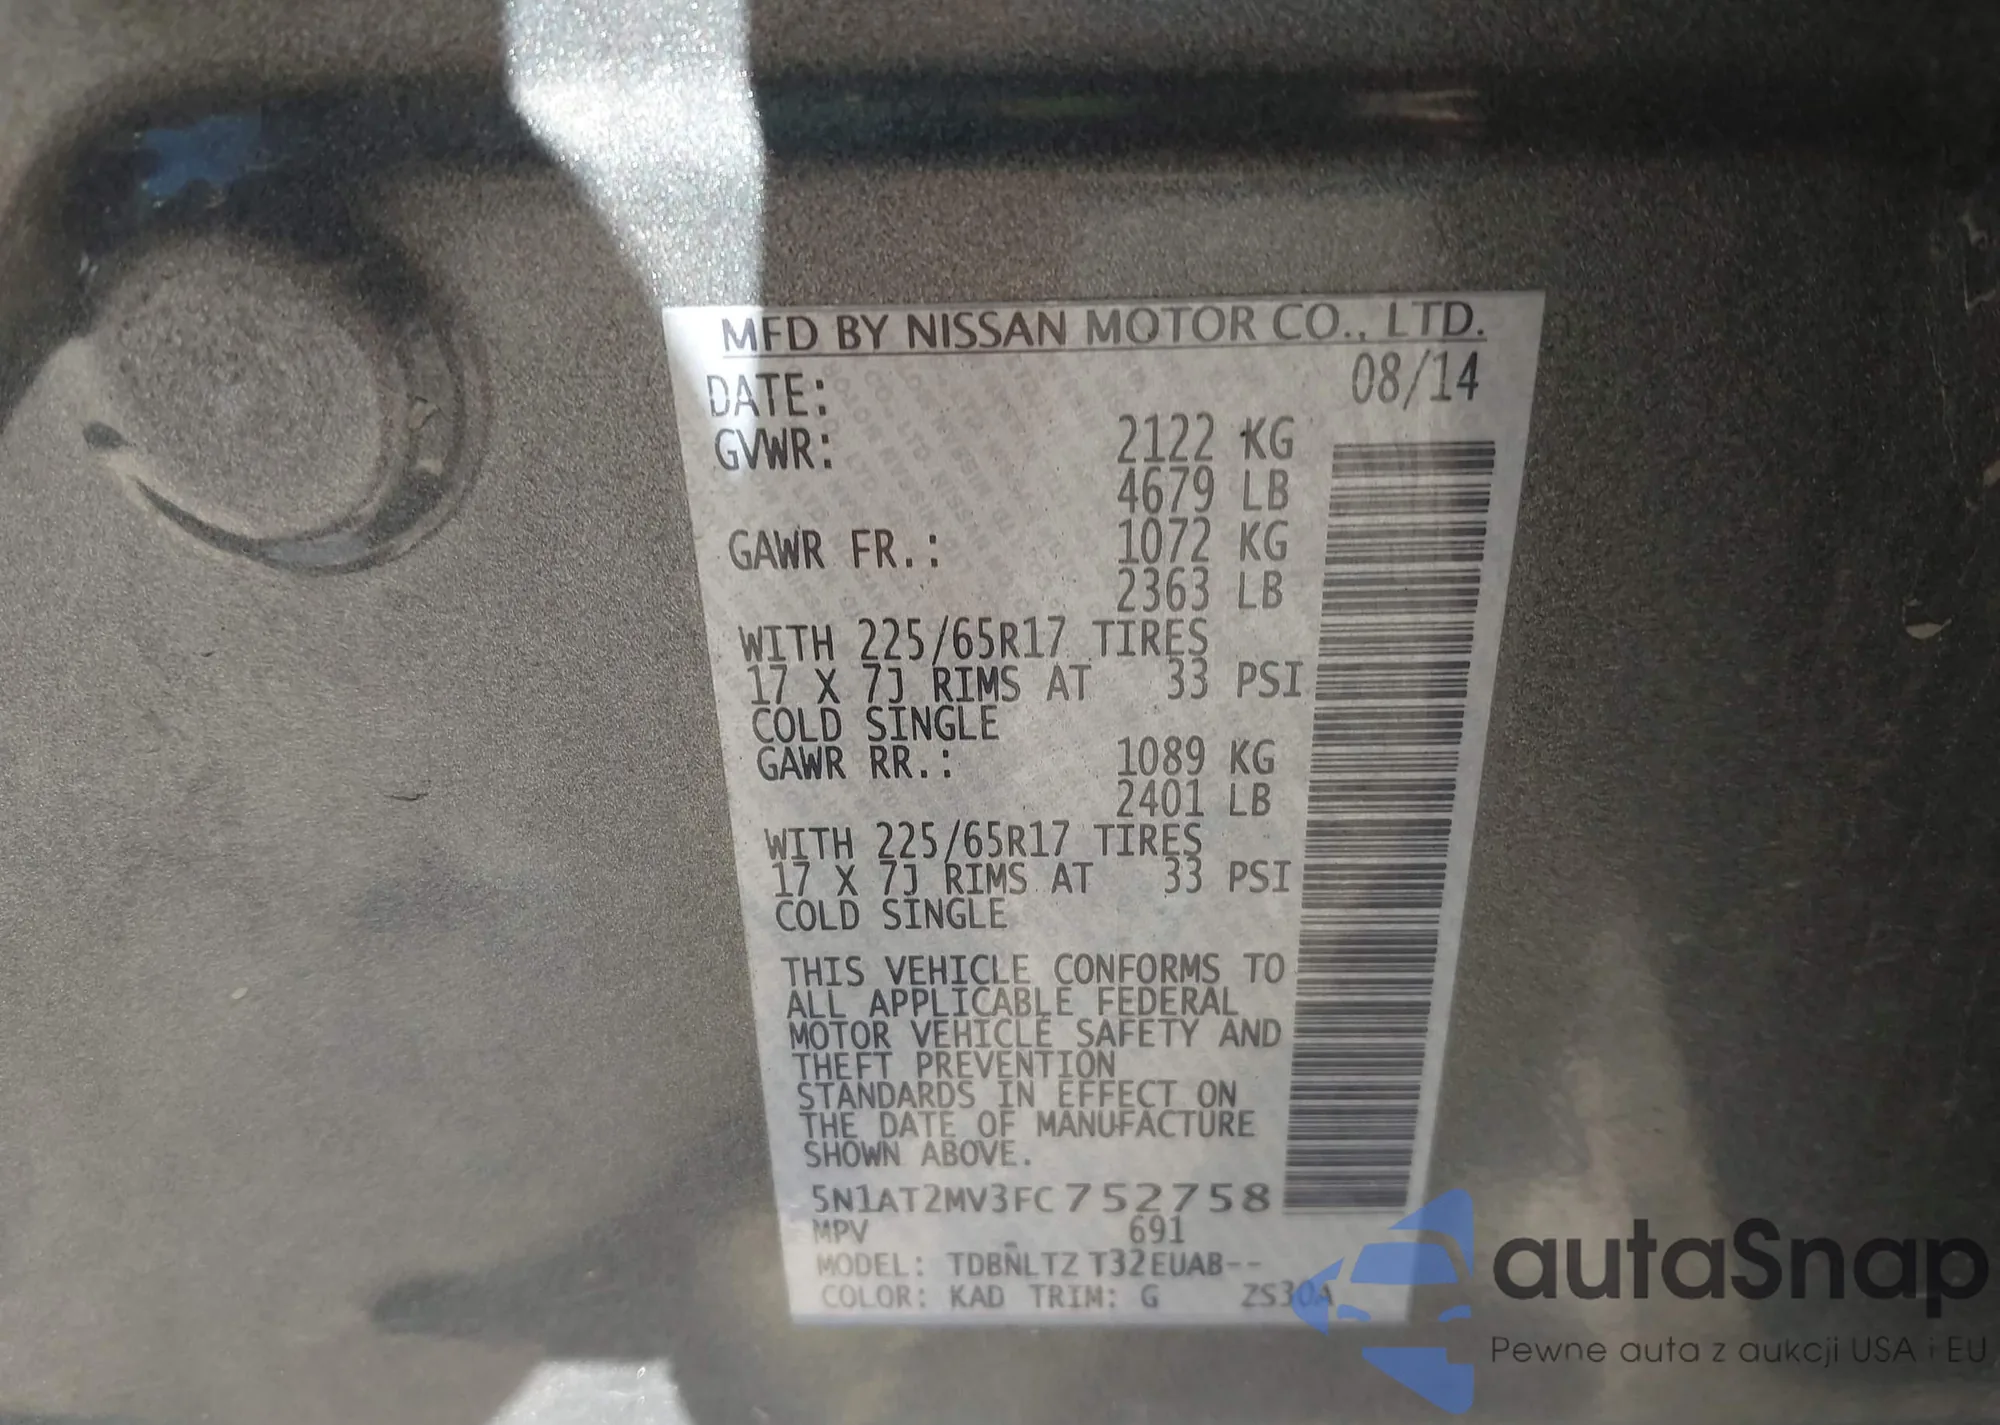 MFD BY NISSAN MOTOR CO., LTD.
DATE: 08/14
GVWR: 2122 KG
4679 LB
GAWR FR.: 1072 KG
2363 LB
WITH 225/65R17 TIRES
17 X 7J RIMS AT 33 PSI
COLD SINGLE
GAWR RR.: 1089 KG
2401 LB
WITH 225/65R17 TIRES
17 X 7J RIMS AT 33 PSI
COLD SINGLE
THIS VEHICLE CONFORMS TO
ALL APPLICABLE FEDERAL
MOTOR VEHICLE SAFETY AND
THEFT PREVENTION
STANDARDS IN EFFECT ON
THE DATE OF MANUFACTURE
SHOWN ABOVE.
5N1AT2MV3FC752758
MPV 691
MODEL: TDBNLTZ T32EUAB--
COLOR: KAD TRIM: G ZS30A
autaSnap
Pewne auta z aukcji USA i EU